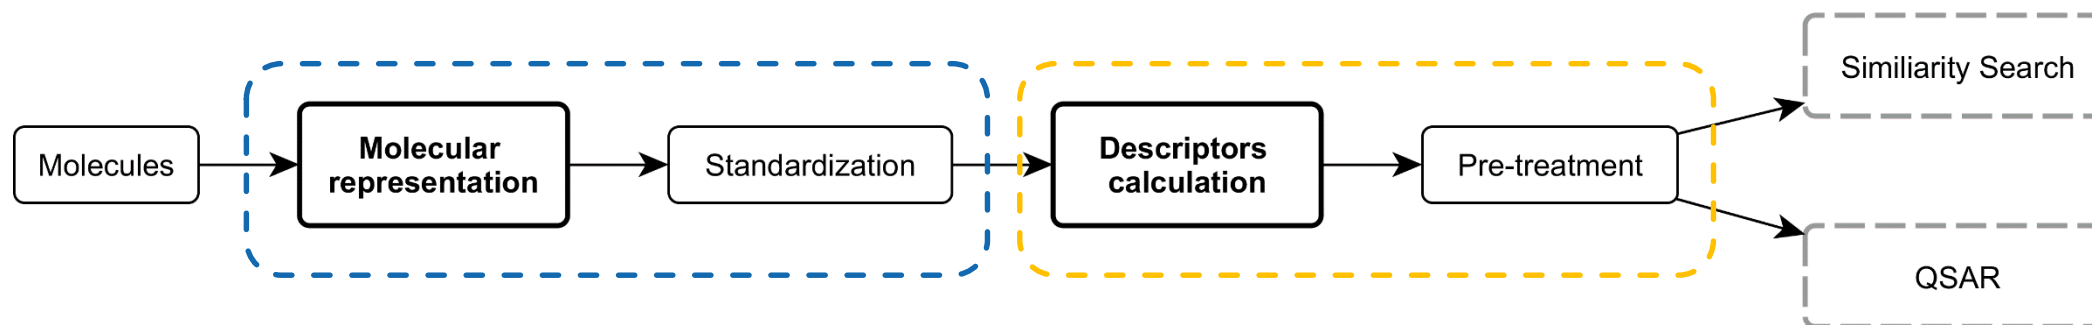 Molecules
Molecular
representation
Standardization
Descriptors
calculation
Pre-treatment
Similiarity Search
QSAR